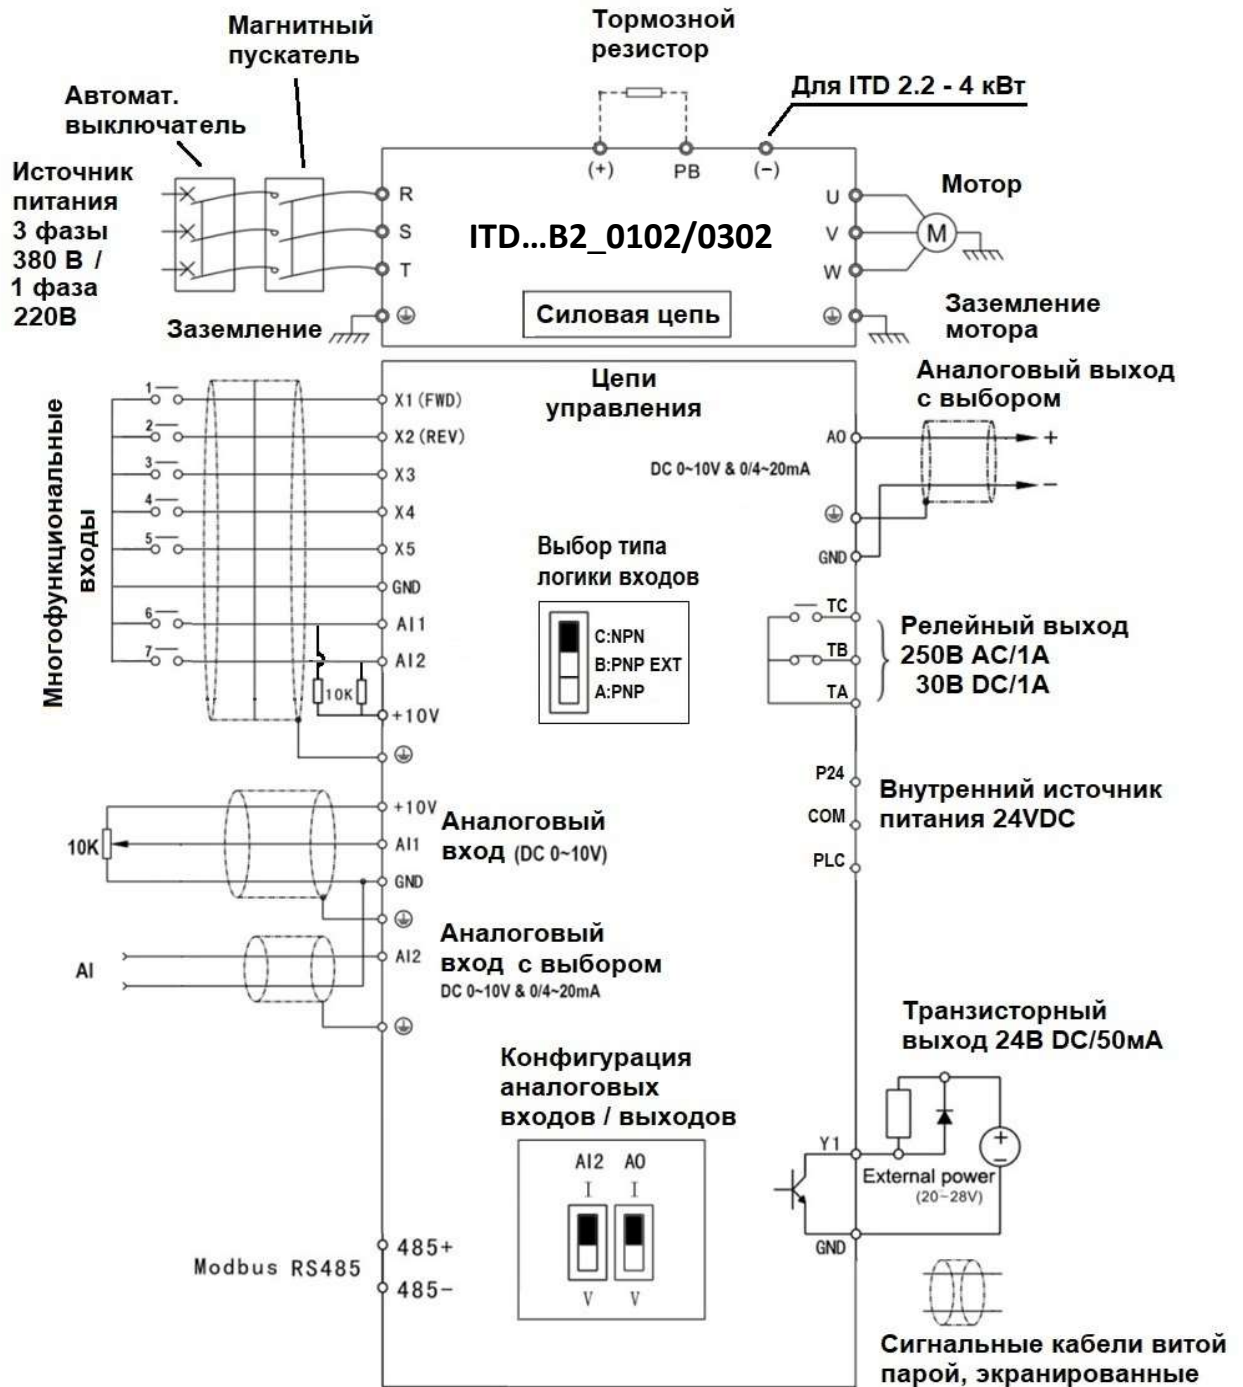 Магнитный
пускатель
Тормозной
резистор
Для ITD 2.2 - 4 кВт
Автомат.
выключатель
Источник
питания
3 фазы
380 В /
1 фаза
220В
(+)
PB
(−)
R
S
T
ITD...B2_0102/0302
U
V
W
M
Мотор
Силовая цепь
Заземление
Заземление
мотора
Цепи
управления
Многофункциональные
входы
1
2
3
4
5
6
7
X1(FWD)
X2(REV)
X3
X4
X5
GND
AI1
AI2
10K
+10V
Аналоговый выход
с выбором
AO
DC 0~10V & 0/4~20mA
+
−
GND
Выбор типа
логики входов
C:NPN
B:PNP EXT
A:PNP
TC
TB
TA
Релейный выход
250В AC/1A
30В DC/1A
P24
COM
PLC
Внутренний источник
питания 24VDC
10K
+10V
AI1
GND
Аналоговый
вход (DC 0~10V)
AI
AI2
Аналоговый
вход с выбором
DC 0~10V & 0/4~20mA
Транзисторный
выход 24В DC/50мА
Y1
External power
(20~28V)
+
−
GND
Конфигурация
аналоговых
входов / выходов
AI2 AO
I I
V V
Modbus RS485
485+
485−
Сигнальные кабели витой
парой, экранированные